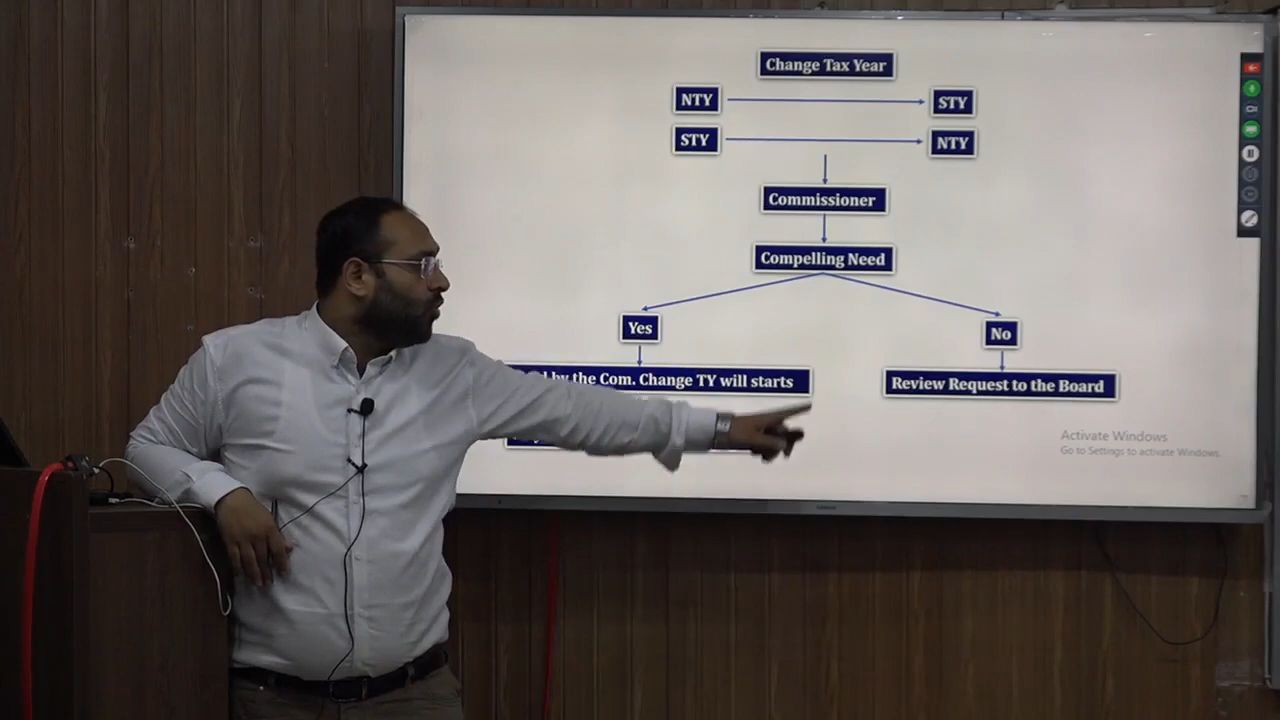 Change Tax Year
NTY
STY
STY
NTY
Commissioner
Compelling Need
Yes
No
by the Com. Change TY will starts
Review Request to the Board
Activate Windows
Go to Settings to activate Windows.